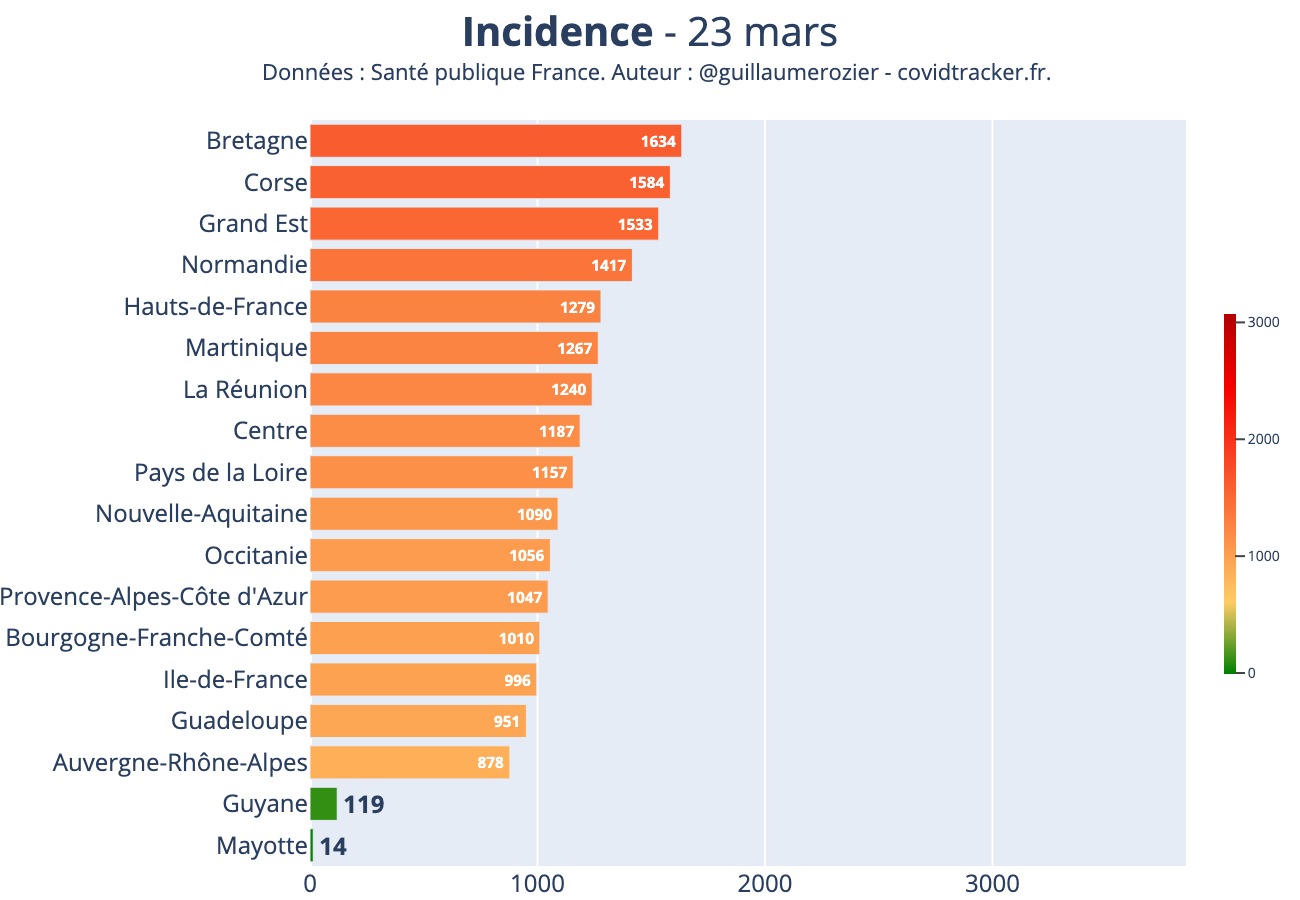 Incidence - 23 mars
Données : Santé publique France. Auteur : @guillaumerozier - covidtracker.fr.
Bretagne 1634
Corse 1584
Grand Est 1533
Normandie 1417
Hauts-de-France 1279
Martinique 1267
La Réunion 1240
Centre 1187
Pays de la Loire 1157
Nouvelle-Aquitaine 1090
Occitanie 1056
Provence-Alpes-Côte d'Azur 1047
Bourgogne-Franche-Comté 1010
Ile-de-France 996
Guadeloupe 951
Auvergne-Rhône-Alpes 878
Guyane 119
Mayotte 14
0 1000 2000 3000
3000
2000
1000
0